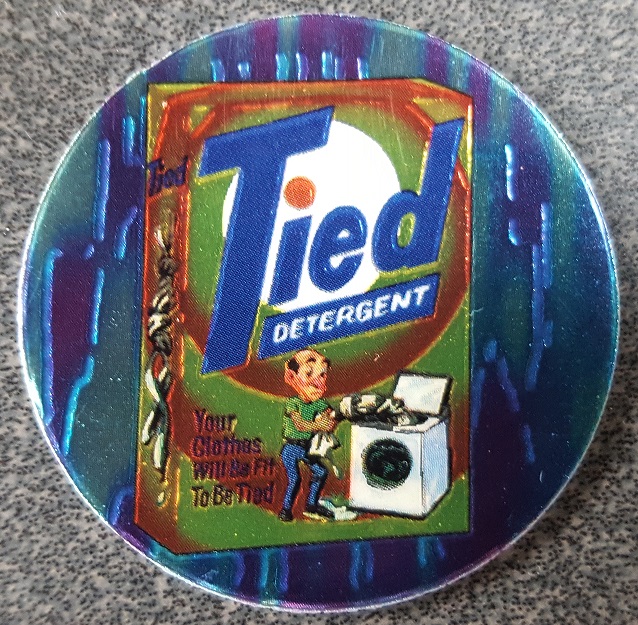 Tied
Tied
DETERGENT
Your
Clothes
Will Be Fit
To Be Tied